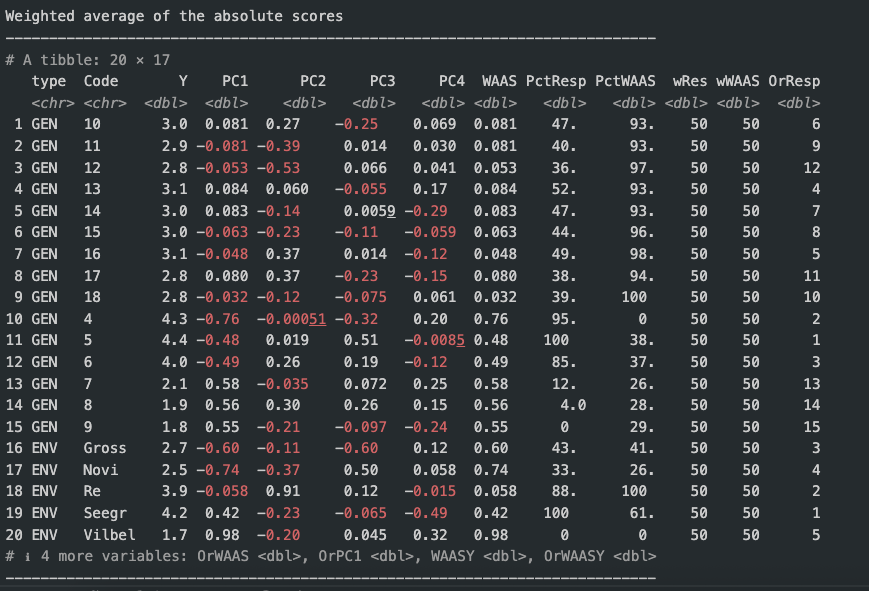 Weighted average of the absolute scores
---------------------------------------------------------------------------
# A tibble: 20 × 17
   type  Code       Y    PC1      PC2     PC3     PC4  WAAS PctResp PctWAAS  wRes wWAAS OrResp
   <chr> <chr>  <dbl>  <dbl>    <dbl>   <dbl>   <dbl> <dbl>   <dbl>   <dbl> <dbl> <dbl>  <dbl>
 1 GEN   10       3.0  0.081  0.27    −0.25    0.069  0.081    47.     93.     50    50      6
 2 GEN   11       2.9 −0.081 −0.39     0.014   0.030  0.081    40.     93.     50    50      9
 3 GEN   12       2.8 −0.053 −0.53     0.066   0.041  0.053    36.     97.     50    50     12
 4 GEN   13       3.1  0.084  0.060   −0.055   0.17   0.084    52.     93.     50    50      4
 5 GEN   14       3.0  0.083 −0.14     0.0059 −0.29   0.083    47.     93.     50    50      7
 6 GEN   15       3.0 −0.063 −0.23    −0.11   −0.059  0.063    44.     96.     50    50      8
 7 GEN   16       3.1 −0.048  0.37     0.014  −0.12   0.048    49.     98.     50    50      5
 8 GEN   17       2.8  0.080  0.37    −0.23   −0.15   0.080    38.     94.     50    50     11
 9 GEN   18       2.8 −0.032 −0.12    −0.075   0.061  0.032    39.    100      50    50     10
10 GEN   4        4.3 −0.76  −0.00051 −0.32    0.20   0.76     95.      0      50    50      2
11 GEN   5        4.4 −0.48   0.019    0.51   −0.0085 0.48    100      38.     50    50      1
12 GEN   6        4.0 −0.49   0.26     0.19   −0.12   0.49     85.     37.     50    50      3
13 GEN   7        2.1  0.58  −0.035    0.072   0.25   0.58     12.     26.     50    50     13
14 GEN   8        1.9  0.56   0.30     0.26    0.15   0.56      4.0    28.     50    50     14
15 GEN   9        1.8  0.55  −0.21    −0.097  −0.24   0.55      0      29.     50    50     15
16 ENV   Gross    2.7 −0.60  −0.11    −0.60    0.12   0.60     43.     41.     50    50      3
17 ENV   Novi     2.5 −0.74  −0.37     0.50    0.058  0.74     33.     26.     50    50      4
18 ENV   Re       3.9 −0.058  0.91     0.12   −0.015  0.058    88.    100      50    50      2
19 ENV   Seegr    4.2  0.42  −0.23    −0.065  −0.49   0.42    100      61.     50    50      1
20 ENV   Vilbel   1.7  0.98  −0.20     0.045   0.32   0.98      0       0      50    50      5
# ℹ 4 more variables: OrWAAS <dbl>, OrPC1 <dbl>, WAASY <dbl>, OrWAASY <dbl>
---------------------------------------------------------------------------